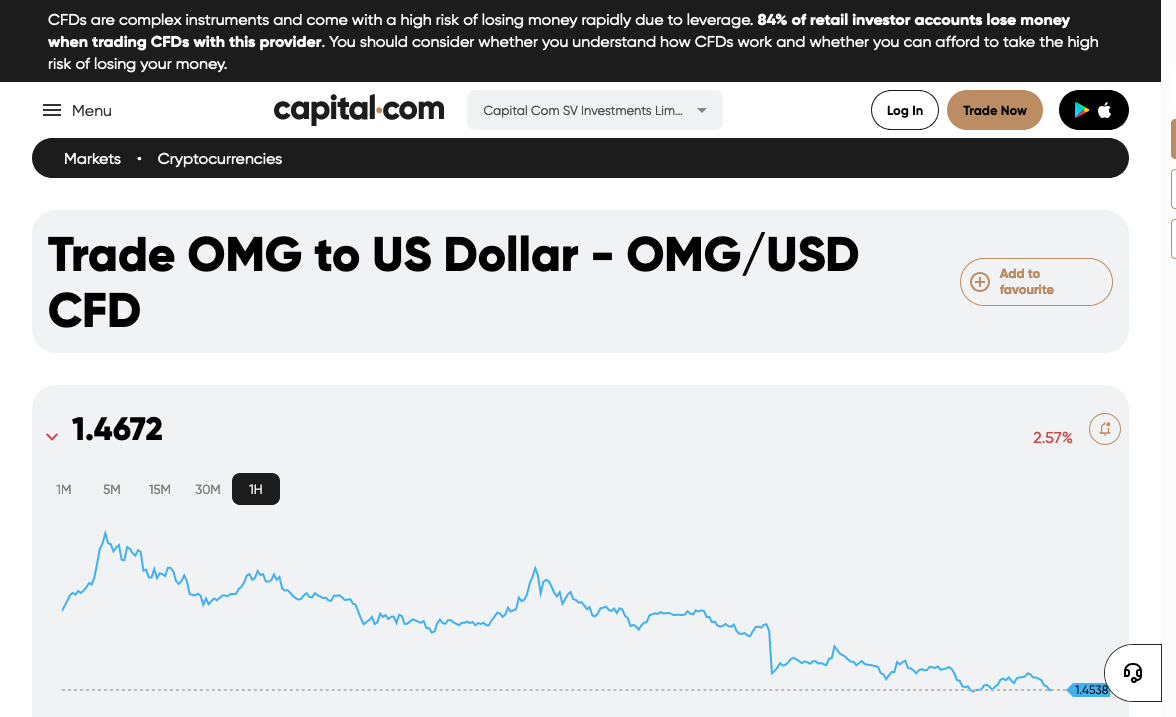 CFDs are complex instruments and come with a high risk of losing money rapidly due to leverage. 84% of retail investor accounts lose money
when trading CFDs with this provider. You should consider whether you understand how CFDs work and whether you can afford to take the high
risk of losing your money.
Menu
capital.com
Capital Com SV Investments Lim...
Log In
Trade Now
Markets • Cryptocurrencies
Trade OMG to US Dollar - OMG/USD
CFD
Add to
favourite
1.4672
2.57%
1M 5M 15M 30M 1H
1.4538